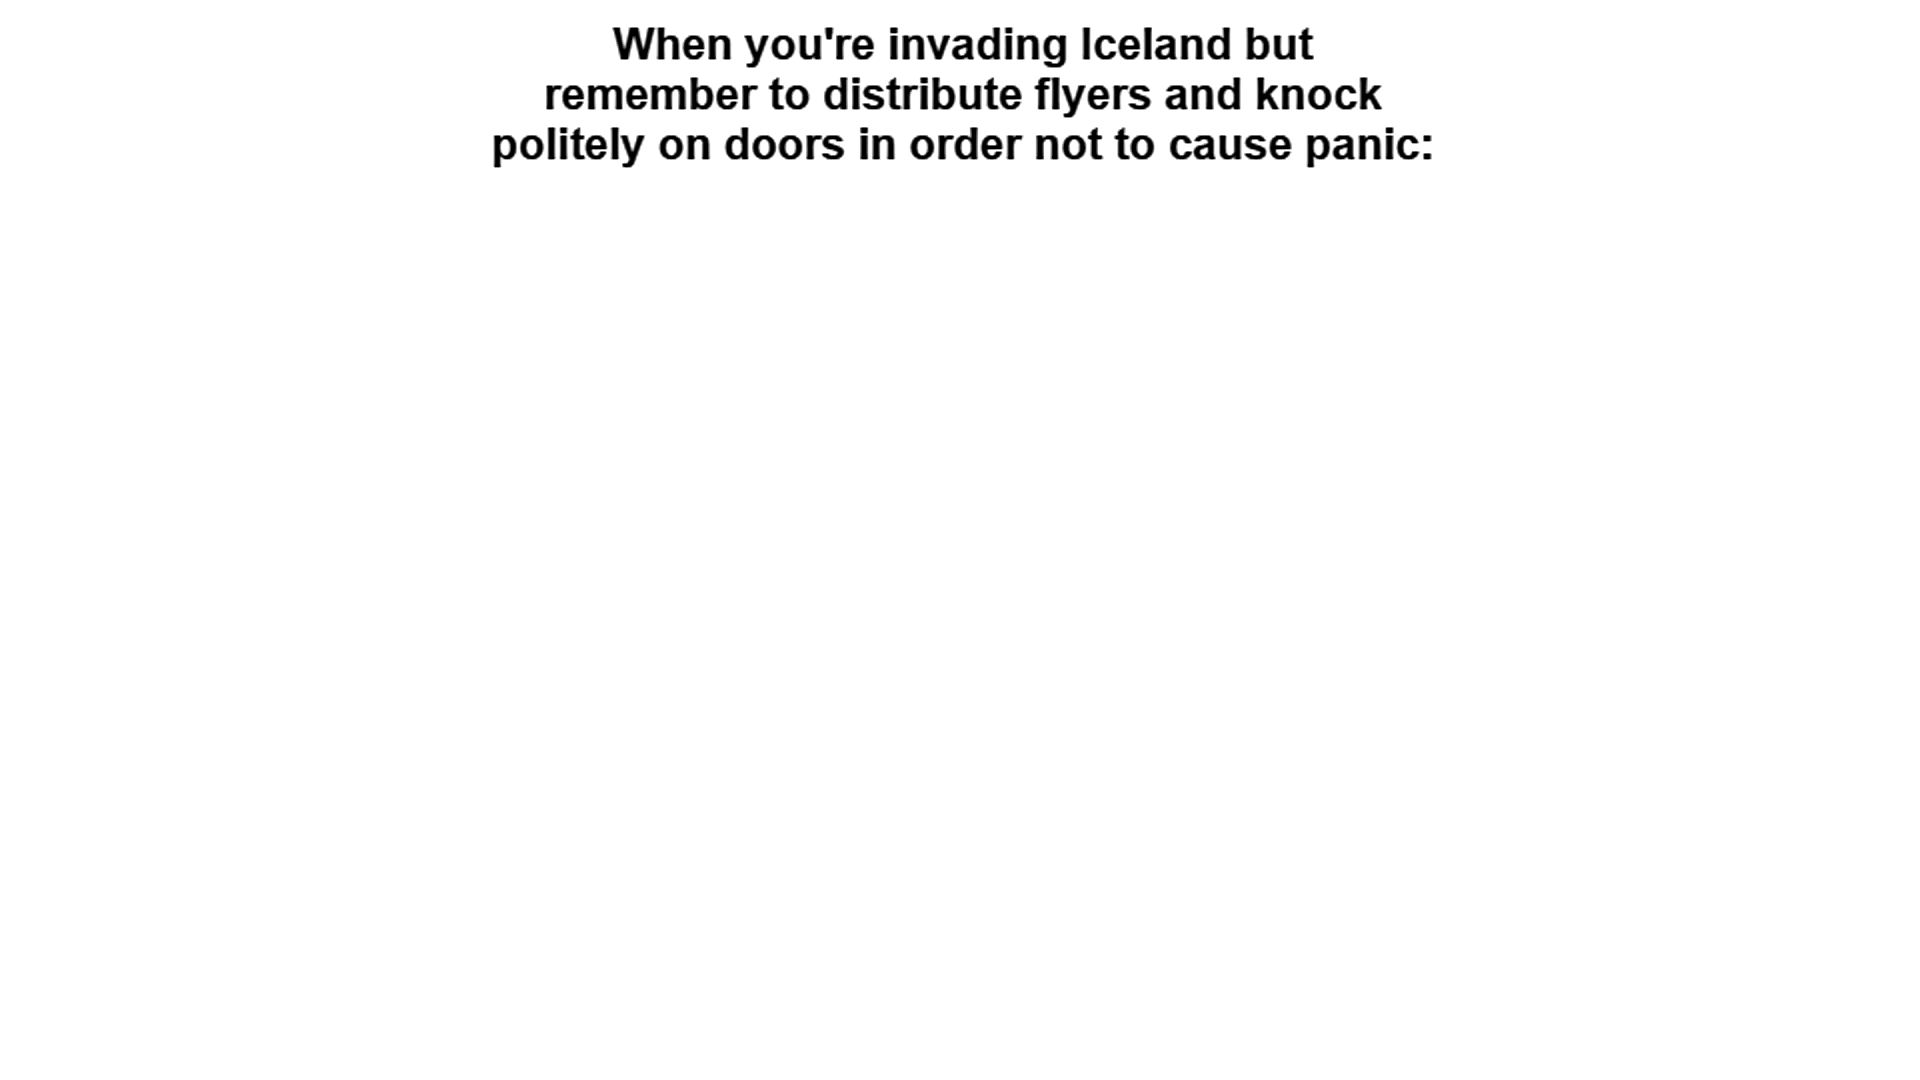 When you're invading Iceland but
remember to distribute flyers and knock
politely on doors in order not to cause panic: